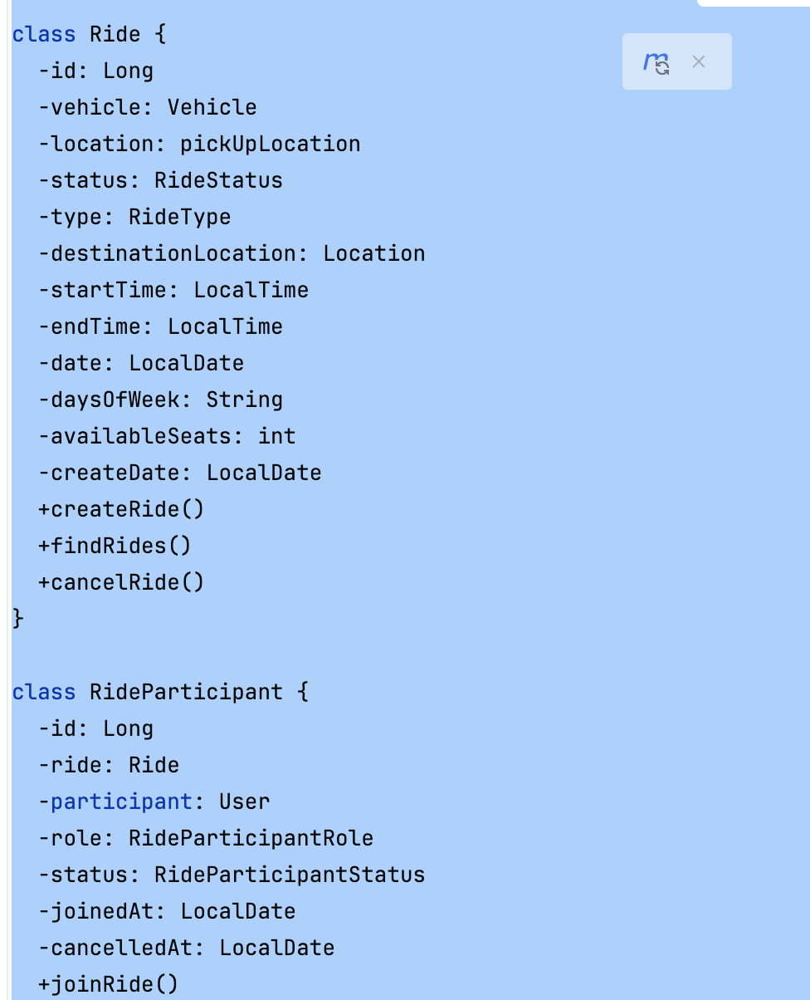 class Ride {
  -id: Long
  -vehicle: Vehicle
  -location: pickUpLocation
  -status: RideStatus
  -type: RideType
  -destinationLocation: Location
  -startTime: LocalTime
  -endTime: LocalTime
  -date: LocalDate
  -daysOfWeek: String
  -availableSeats: int
  -createDate: LocalDate
  +createRide()
  +findRides()
  +cancelRide()
}

class RideParticipant {
  -id: Long
  -ride: Ride
  -participant: User
  -role: RideParticipantRole
  -status: RideParticipantStatus
  -joinedAt: LocalDate
  -cancelledAt: LocalDate
  +joinRide()